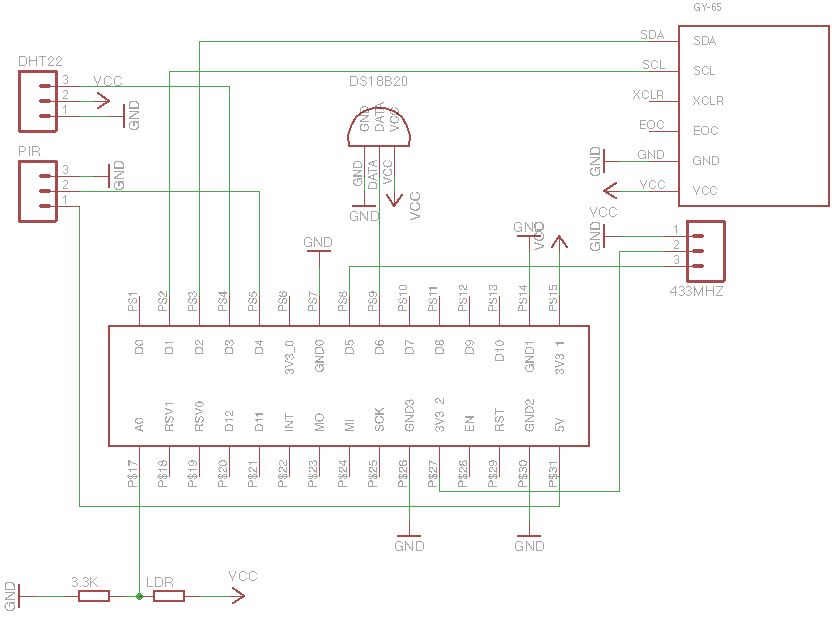 GY-65
SDA SDA
SCL SCL
XCLR XCLR
EOC EOC
GND GND GND
VCC VCC
VCC
DHT22
3 VCC
2
1 GND
DS18B20
GND DATA VCC
GND DATA VCC
GND VCC
PIR
3 GND
2
1
GND
GND VCC
GND 1
2
3
433MHZ
PS1 PS2 PS3 PS4 PS5 PS6 PS7 PS8 PS9 PS10 PS11 PS12 PS13 PS14 PS15
D0 D1 D2 D3 D4 3V3_0 GND0 D5 D6 D7 D8 D9 D10 GND1 3V3_1
A0 RSV1 RSV0 D12 D11 INT MO MI SCK GND3 3V3_2 EN RST GND2 5V
P$17 P$18 P$19 P$20 P$21 P$22 P$23 P$24 P$25 P$26 P$27 P$28 P$29 P$30 P$31
GND GND
GND 3.3K LDR VCC